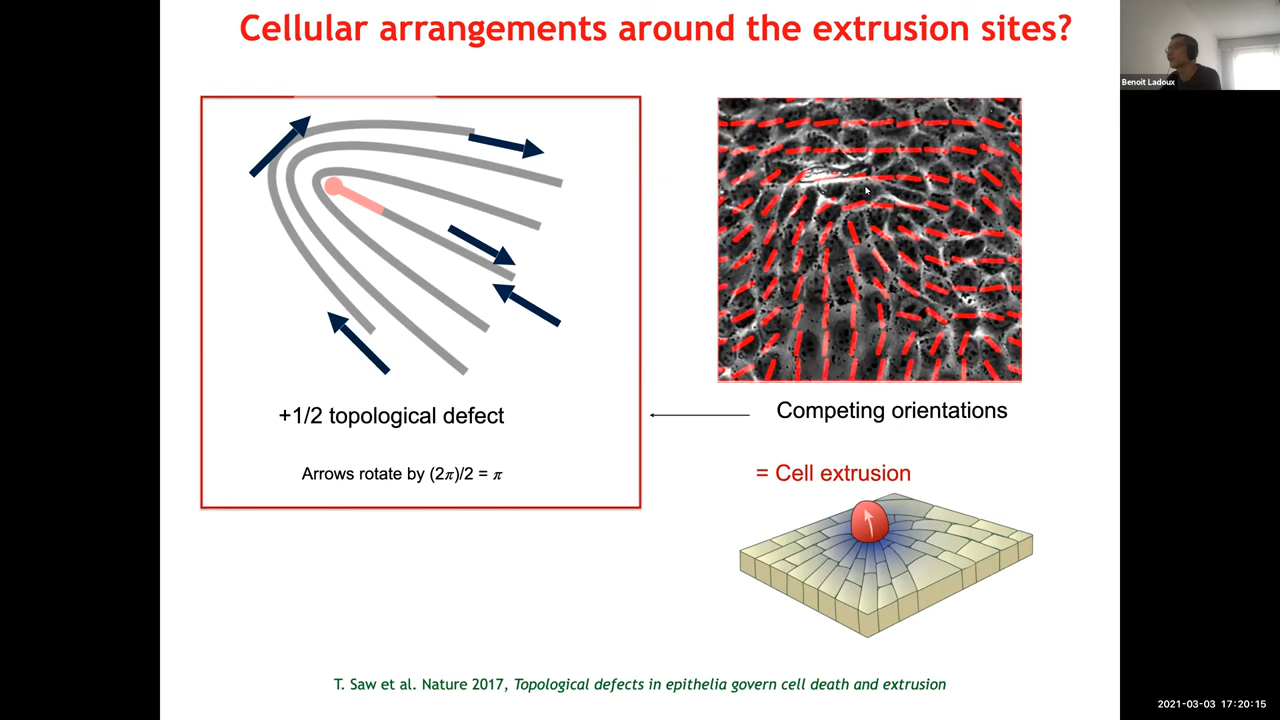 Cellular arrangements around the extrusion sites?
Benoit Ladoux
+1/2 topological defect
Arrows rotate by (2π)/2 = π
Competing orientations
= Cell extrusion
T. Saw et al. Nature 2017, Topological defects in epithelia govern cell death and extrusion
2021-03-03 17:20:15